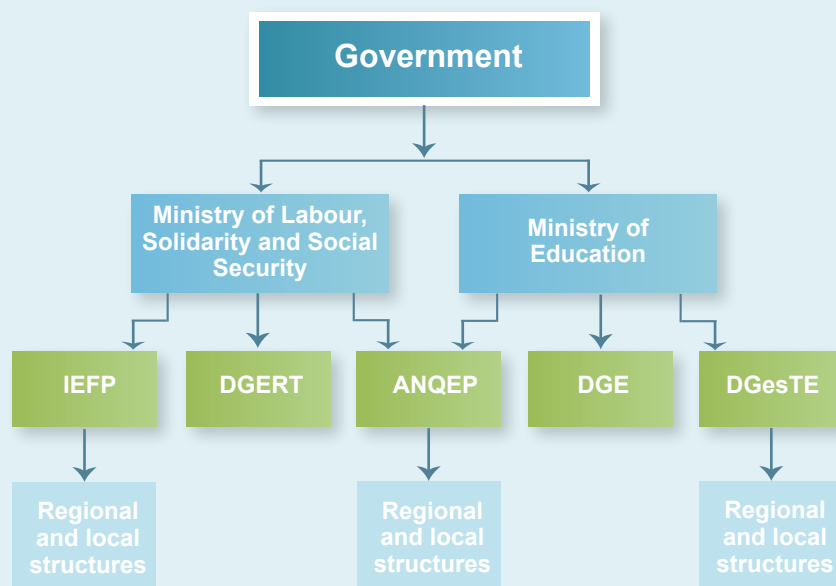 Government
Ministry of Labour,
Solidarity and Social
Security
Ministry of
Education
IEFP
DGERT
ANQEP
DGE
DGesTE
Regional
and local
structures
Regional
and local
structures
Regional
and local
structures